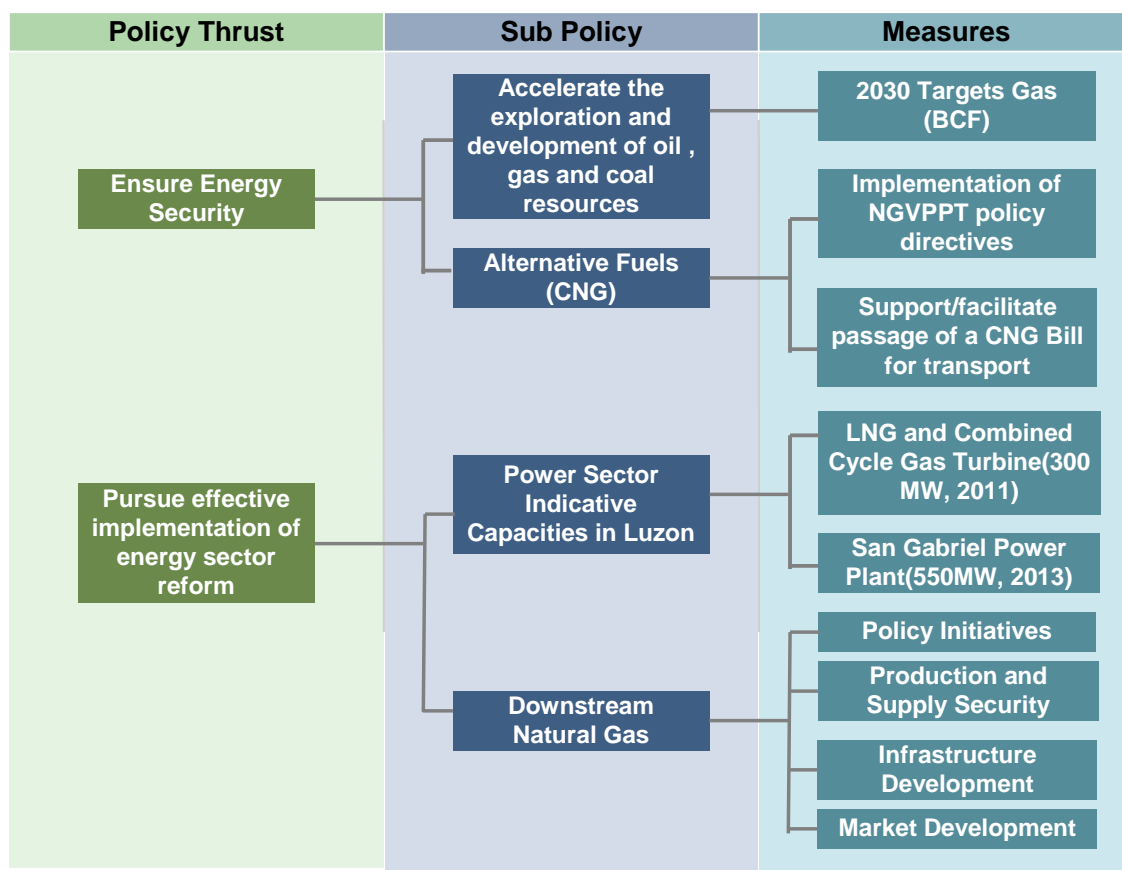 Policy Thrust
Sub Policy
Measures
Ensure Energy
Security
Accelerate the
exploration and
development of oil ,
gas and coal
resources
2030 Targets Gas
(BCF)
Alternative Fuels
(CNG)
Implementation of
NGVPPT policy
directives
Support/facilitate
passage of a CNG Bill
for transport
Pursue effective
implementation of
energy sector
reform
Power Sector
Indicative
Capacities in Luzon
LNG and Combined
Cycle Gas Turbine(300
MW, 2011)
San Gabriel Power
Plant(550MW, 2013)
Downstream
Natural Gas
Policy Initiatives
Production and
Supply Security
Infrastructure
Development
Market Development